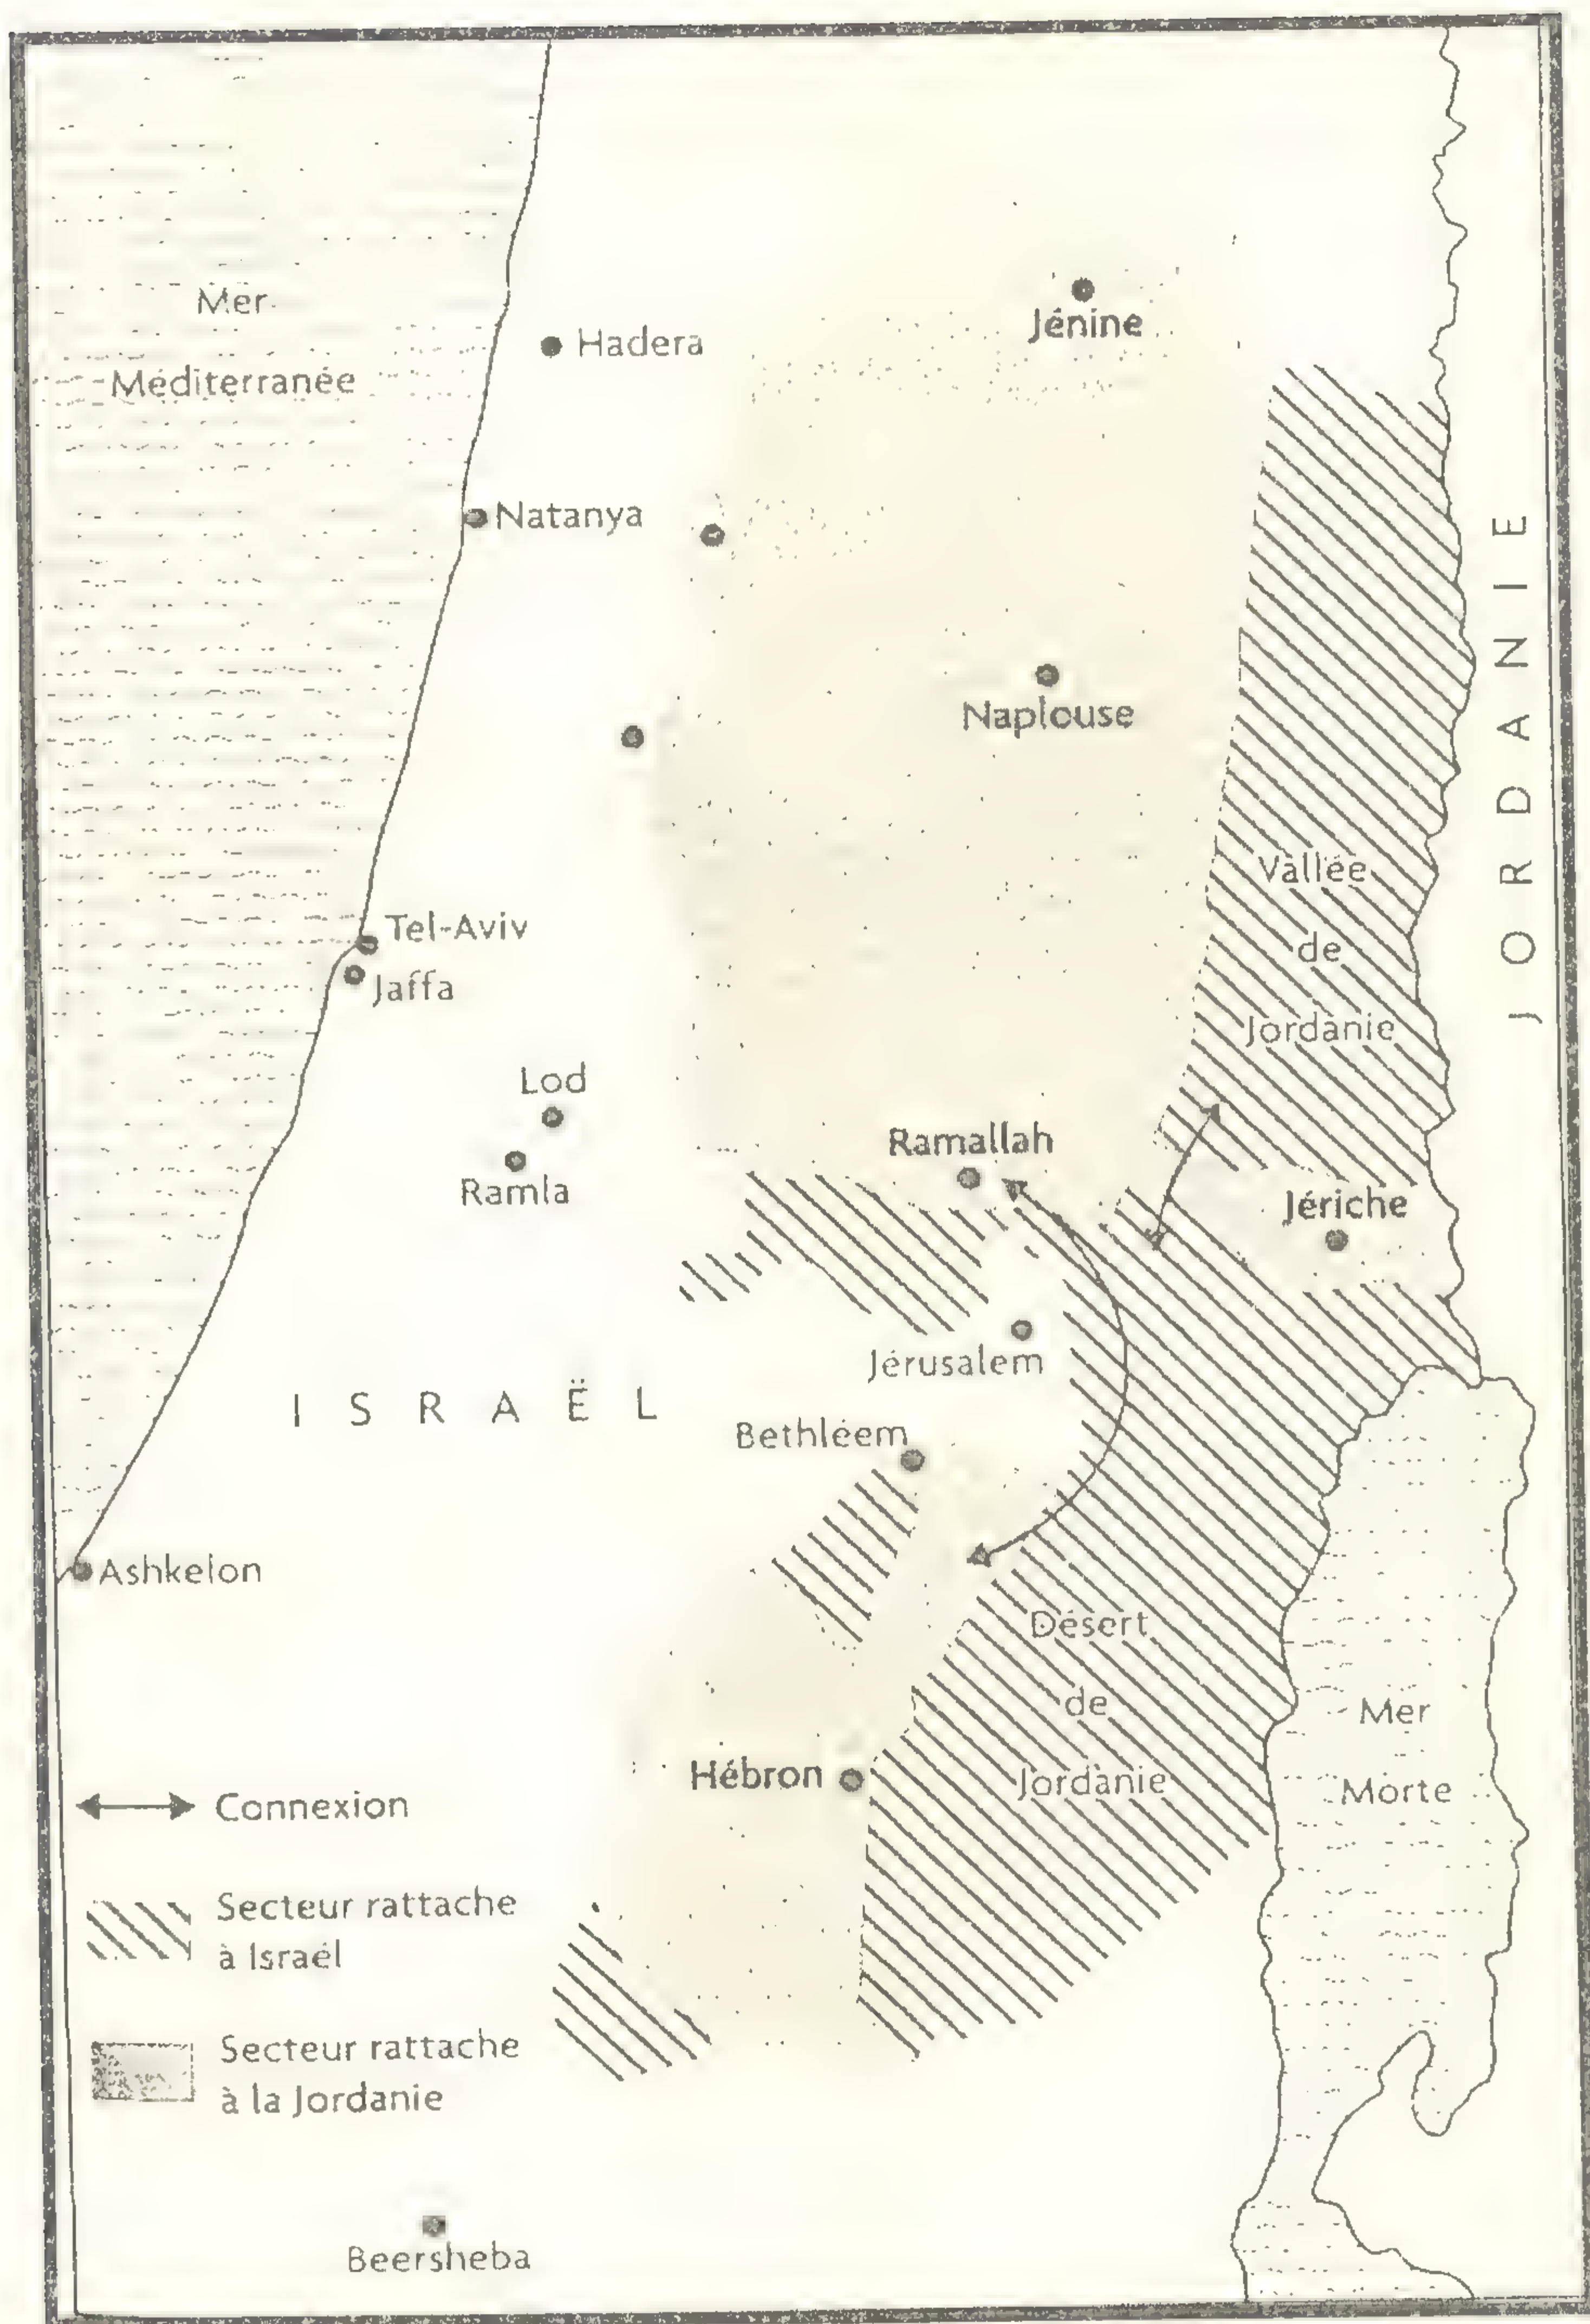 Mer
Méditerranée
Hadera
Jénine
Natanya
Naplouse
JORDANIE
Vallée
de
Jordanie
Tel-Aviv
Jaffa
Lod
Ramla
Ramallah
Jériche
Jérusalem
ISRAËL
Bethléem
Ashkelon
Désert
de
Jordanie
Mer
Morte
Hébron
Connexion
Secteur rattache
à Israël
Secteur rattache
à la Jordanie
Beersheba